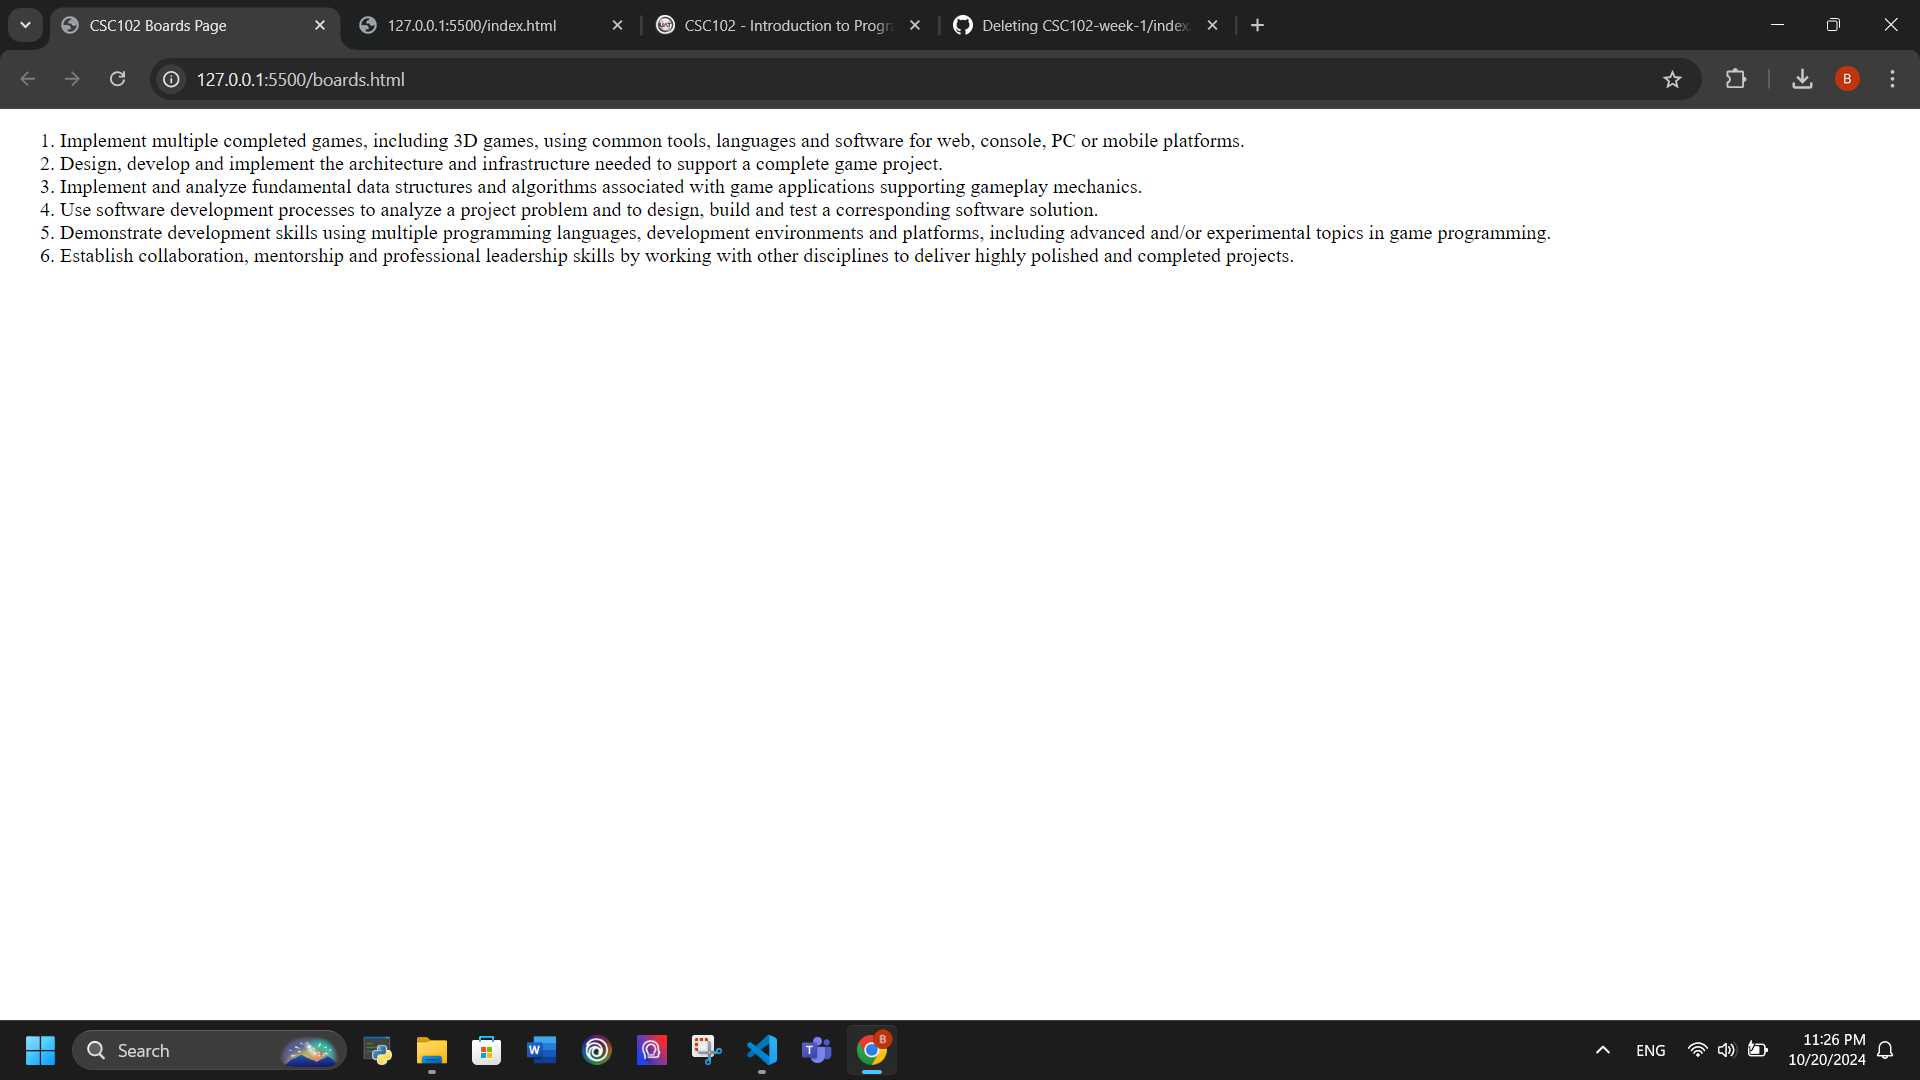 CSC102 Boards Page
127.0.0.1:5500/index.html
CSC102 - Introduction to Progr
Deleting CSC102-week-1/index
127.0.0.1:5500/boards.html
B
1. Implement multiple completed games, including 3D games, using common tools, languages and software for web, console, PC or mobile platforms.
2. Design, develop and implement the architecture and infrastructure needed to support a complete game project.
3. Implement and analyze fundamental data structures and algorithms associated with game applications supporting gameplay mechanics.
4. Use software development processes to analyze a project problem and to design, build and test a corresponding software solution.
5. Demonstrate development skills using multiple programming languages, development environments and platforms, including advanced and/or experimental topics in game programming.
6. Establish collaboration, mentorship and professional leadership skills by working with other disciplines to deliver highly polished and completed projects.
Search
W
T
B
ENG
11:26 PM
10/20/2024